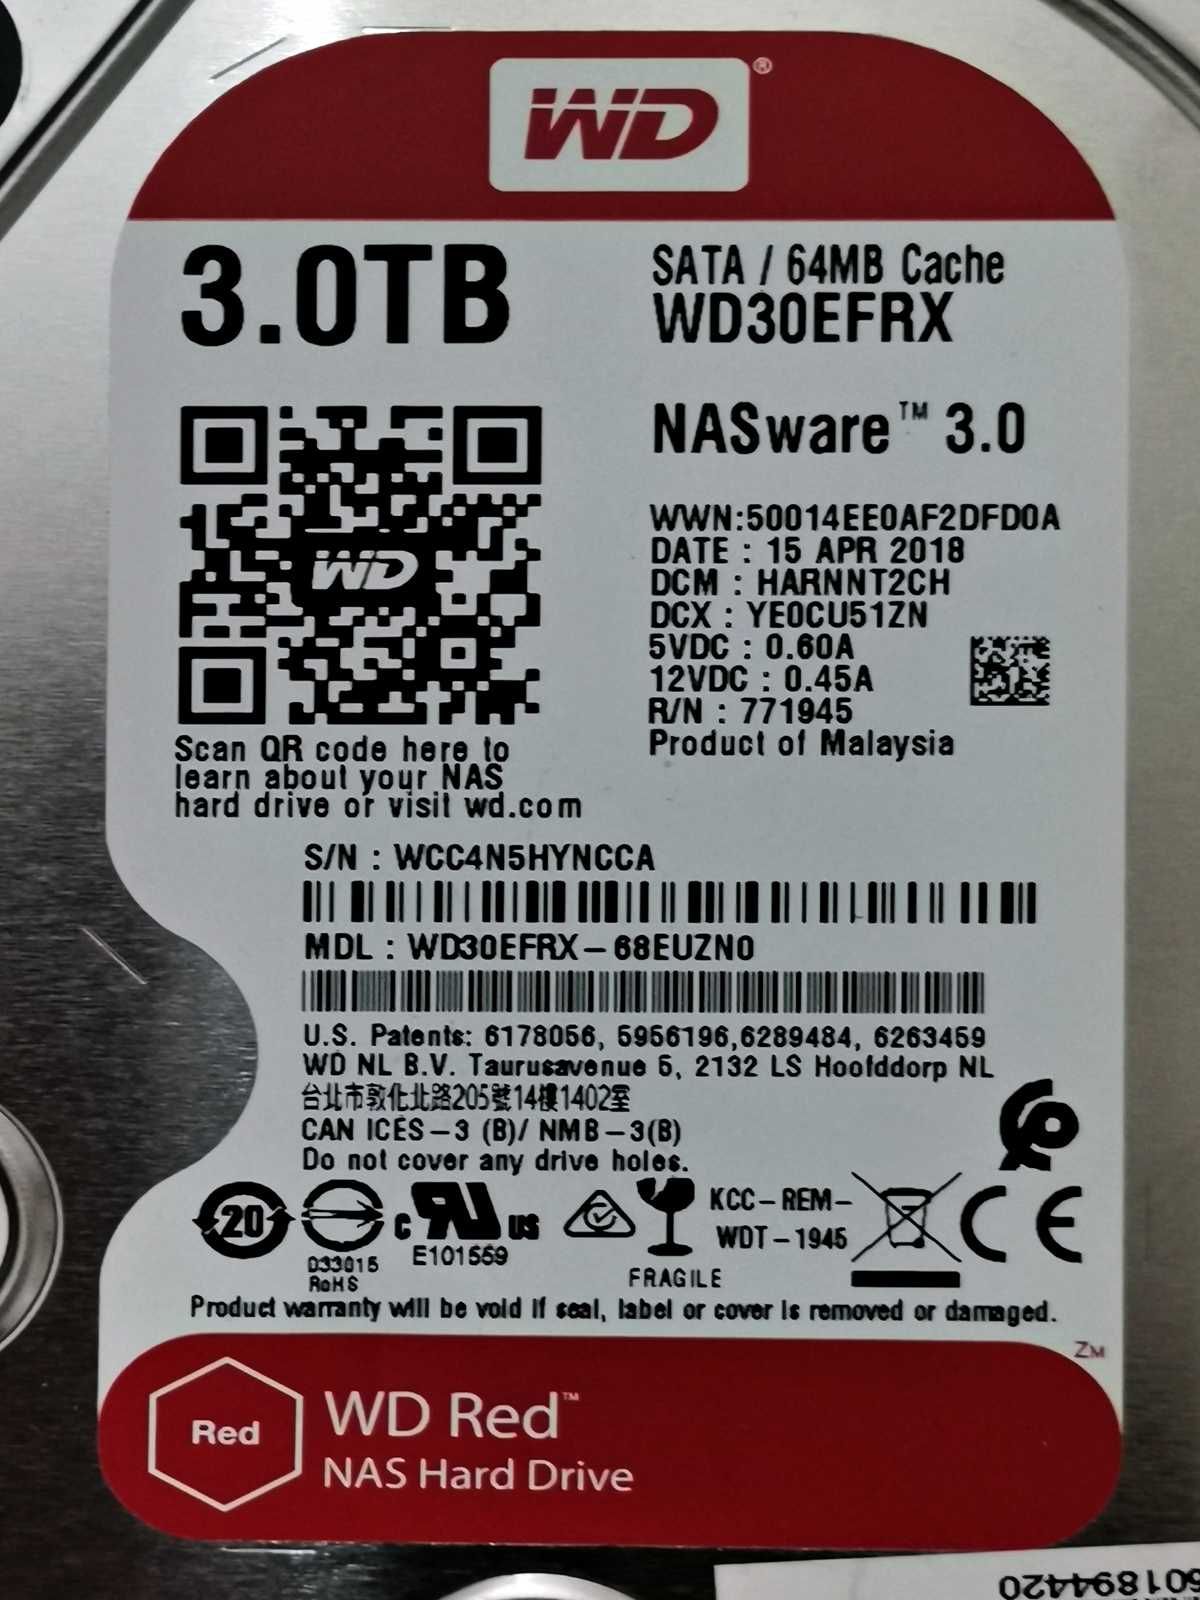 WD®
3.0TB
SATA / 64MB Cache
WD30EFRX
NASware™ 3.0
WWN:50014EE0AF2DFD0A
DATE : 15 APR 2018
DCM : HARNNT2CH
DCX : YE0CU51ZN
5VDC : 0.60A
12VDC : 0.45A
R/N : 771945
Product of Malaysia
WD
Scan QR code here to
learn about your NAS
hard drive or visit wd.com
S/N : WCC4N5HYNCCA
MDL : WD30EFRX-68EUZN0
U.S. Patents: 6178056, 5956196,6289484, 6263459
WD NL B.V. Taurusavenue 5, 2132 LS Hoofddorp NL
台北市敦化北路205號14樓1402室
CAN ICES-3 (B)/ NMB-3(B)
Do not cover any drive holes.
20
D33015
RoHS
c RU us
E101559
FRAGILE
KCC-REM-
WDT-1945
CE
Product warranty will be void if seal, label or cover is removed or damaged.
ZM
Red
WD Red™
NAS Hard Drive
601894420